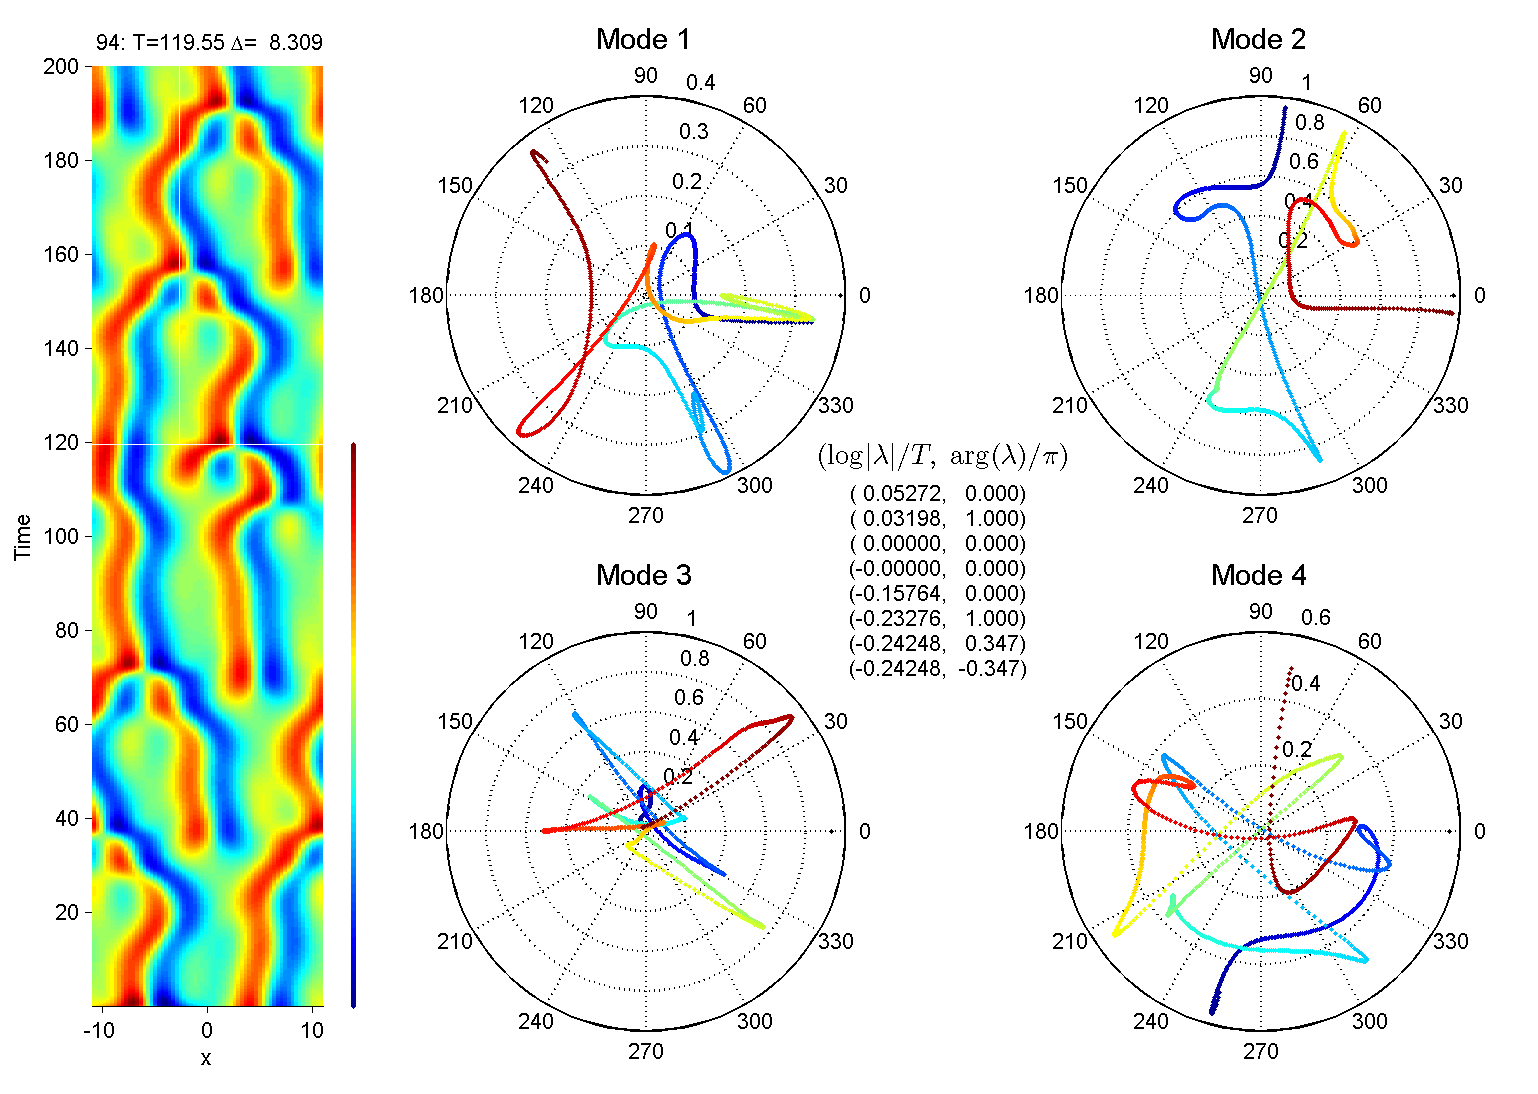 94: T=119.55 Δ= 8.309
200
180
160
140
120
100
80
60
40
20
Time
-10 0 10
x
Mode 1
90 0.4
120 60
0.3
150 0.2 30
0.1
180 0
210 330
240 300
270
Mode 2
90 1
120 0.8 60
0.6
150 0.4 30
0.2
180 0
210 330
240 300
270
(log|λ|/T, arg(λ)/π)
( 0.05272, 0.000)
( 0.03198, 1.000)
( 0.00000, 0.000)
(-0.00000, 0.000)
(-0.15764, 0.000)
(-0.23276, 1.000)
(-0.24248, 0.347)
(-0.24248, -0.347)
Mode 3
90 1
120 0.8 60
0.6
150 0.4 30
0.2
180 0
210 330
240 300
270
Mode 4
90 0.6
120 60
0.4
150 0.2 30
180 0
210 330
240 300
270